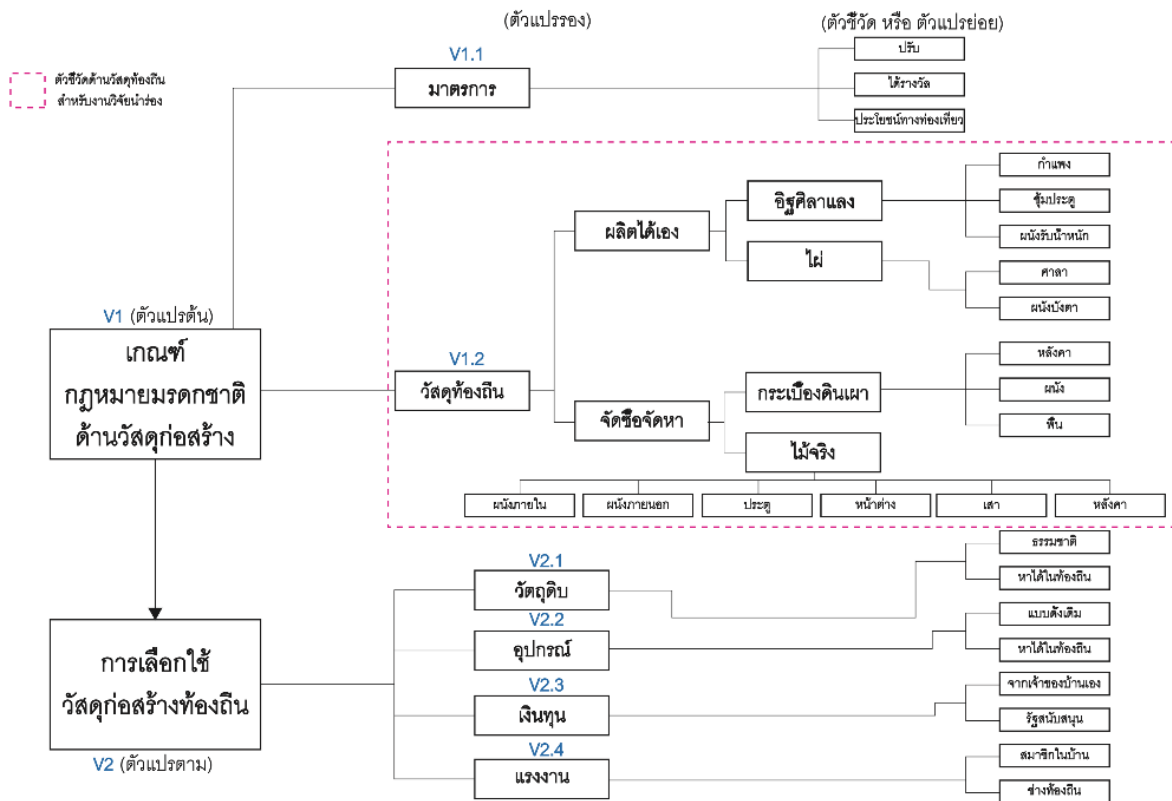 (ตัวแปรรอง)
(ตัวชี้วัด หรือ ตัวแปรย่อย)
ตัวชี้วัดด้านวัสดุท้องถิ่น
สำหรับงานวิจัยนำร่อง
V1.1
มาตรการ
ปรับ
ได้รางวัล
ประโยชน์ทางท่องเที่ยว
V1 (ตัวแปรต้น)
เกณฑ์
กฎหมายมรดกชาติ
ด้านวัสดุก่อสร้าง
V1.2
วัสดุท้องถิ่น
ผลิตได้เอง
อิฐศิลาแลง
กำแพง
ซุ้มประตู
ผนังรับน้ำหนัก
ไผ่
ศาลา
ผนังบังตา
จัดซื้อจัดหา
กระเบื้องดินเผา
หลังคา
ผนัง
พื้น
ไม้จริง
ผนังภายใน
ผนังภายนอก
ประตู
หน้าต่าง
เสา
หลังคา
การเลือกใช้
วัสดุก่อสร้างท้องถิ่น
V2 (ตัวแปรตาม)
V2.1
วัตถุดิบ
ธรรมชาติ
หาได้ในท้องถิ่น
V2.2
อุปกรณ์
แบบดั้งเดิม
หาได้ในท้องถิ่น
V2.3
เงินทุน
จากเจ้าของบ้านเอง
รัฐสนับสนุน
V2.4
แรงงาน
สมาชิกในบ้าน
ช่างท้องถิ่น